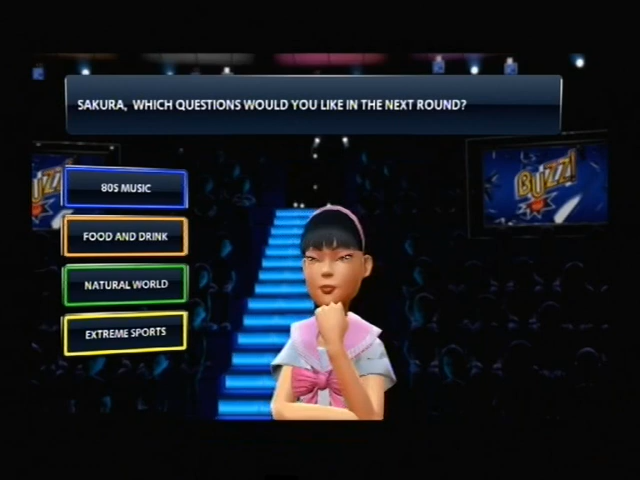 SAKURA, WHICH QUESTIONS WOULD YOU LIKE IN THE NEXT ROUND?
BUZZ!
80S MUSIC
FOOD AND DRINK
NATURAL WORLD
EXTREME SPORTS